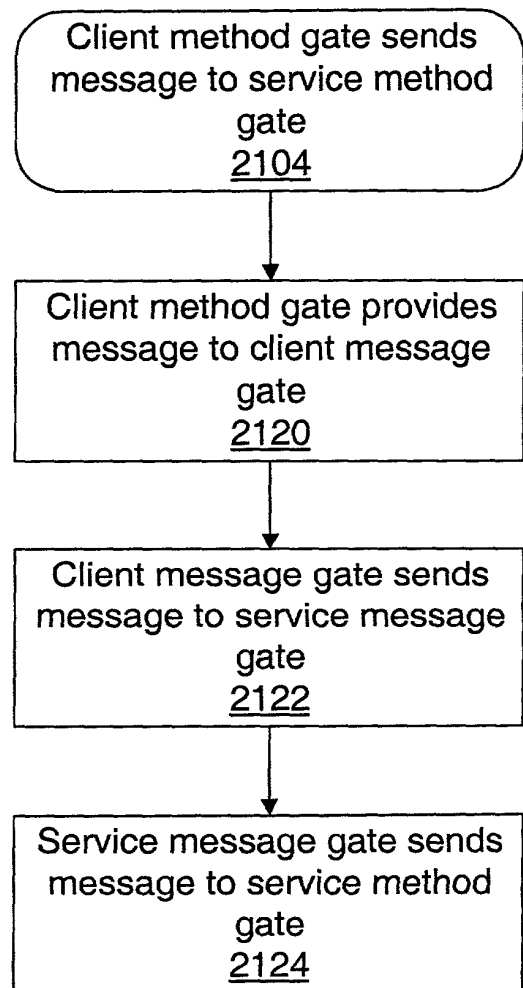 Client method gate sends
message to service method
gate
2104
Client method gate provides
message to client message
gate
2120
Client message gate sends
message to service message
gate
2122
Service message gate sends
message to service method
gate
2124